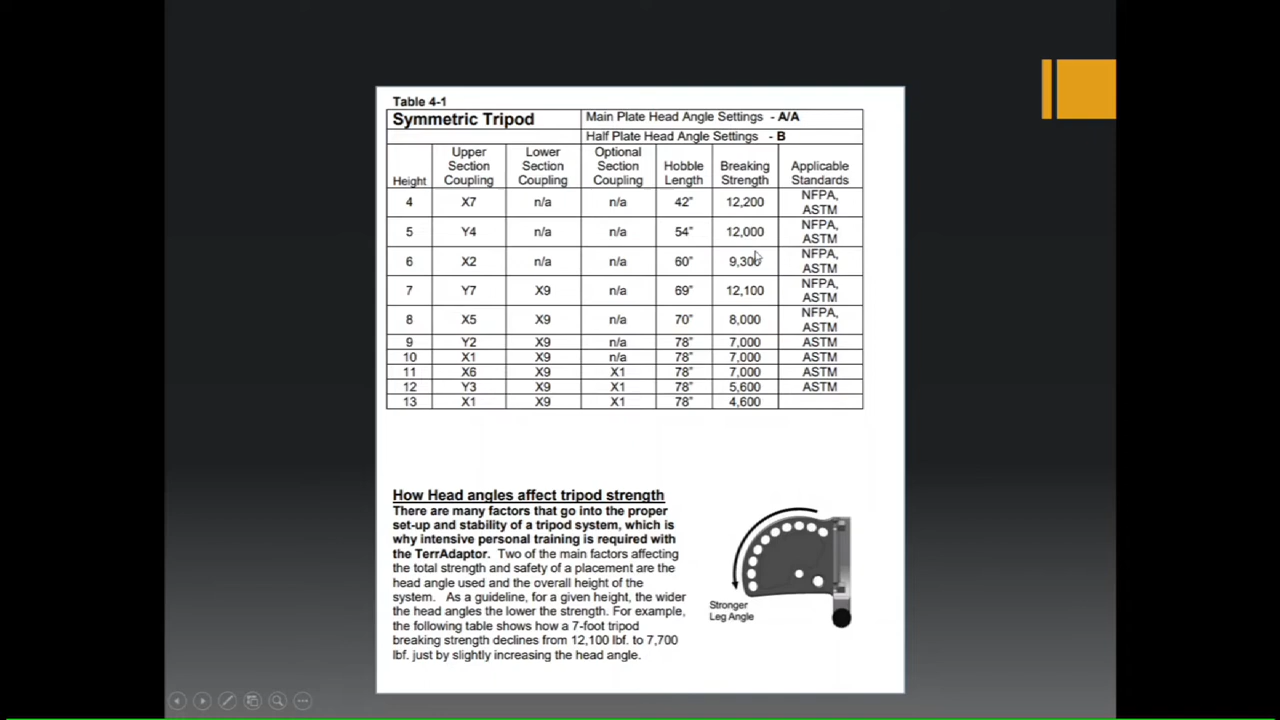 Table 4-1
Symmetric Tripod Main Plate Head Angle Settings - A/A
Half Plate Head Angle Settings - B
Height Upper Section Coupling Lower Section Coupling Optional Section Coupling Hobble Length Breaking Strength Applicable Standards
4 X7 n/a n/a 42" 12,200 NFPA, ASTM
5 Y4 n/a n/a 54" 12,000 NFPA, ASTM
6 X2 n/a n/a 60" 9,300 NFPA, ASTM
7 Y7 X9 n/a 69" 12,100 NFPA, ASTM
8 X5 X9 n/a 70" 8,000 NFPA, ASTM
9 Y2 X9 n/a 78" 7,000 ASTM
10 X1 X9 n/a 78" 7,000 ASTM
11 X6 X9 X1 78" 7,000 ASTM
12 Y3 X9 X1 78" 5,600 ASTM
13 X1 X9 X1 78" 4,600
How Head angles affect tripod strength
There are many factors that go into the proper
set-up and stability of a tripod system, which is
why intensive personal training is required with
the TerrAdaptor. Two of the main factors affecting
the total strength and safety of a placement are the
head angle used and the overall height of the
system. As a guideline, for a given height, the wider
the head angles the lower the strength. For example,
the following table shows how a 7-foot tripod
breaking strength declines from 12,100 lbf. to 7,700
lbf. just by slightly increasing the head angle.
Stronger
Leg Angle